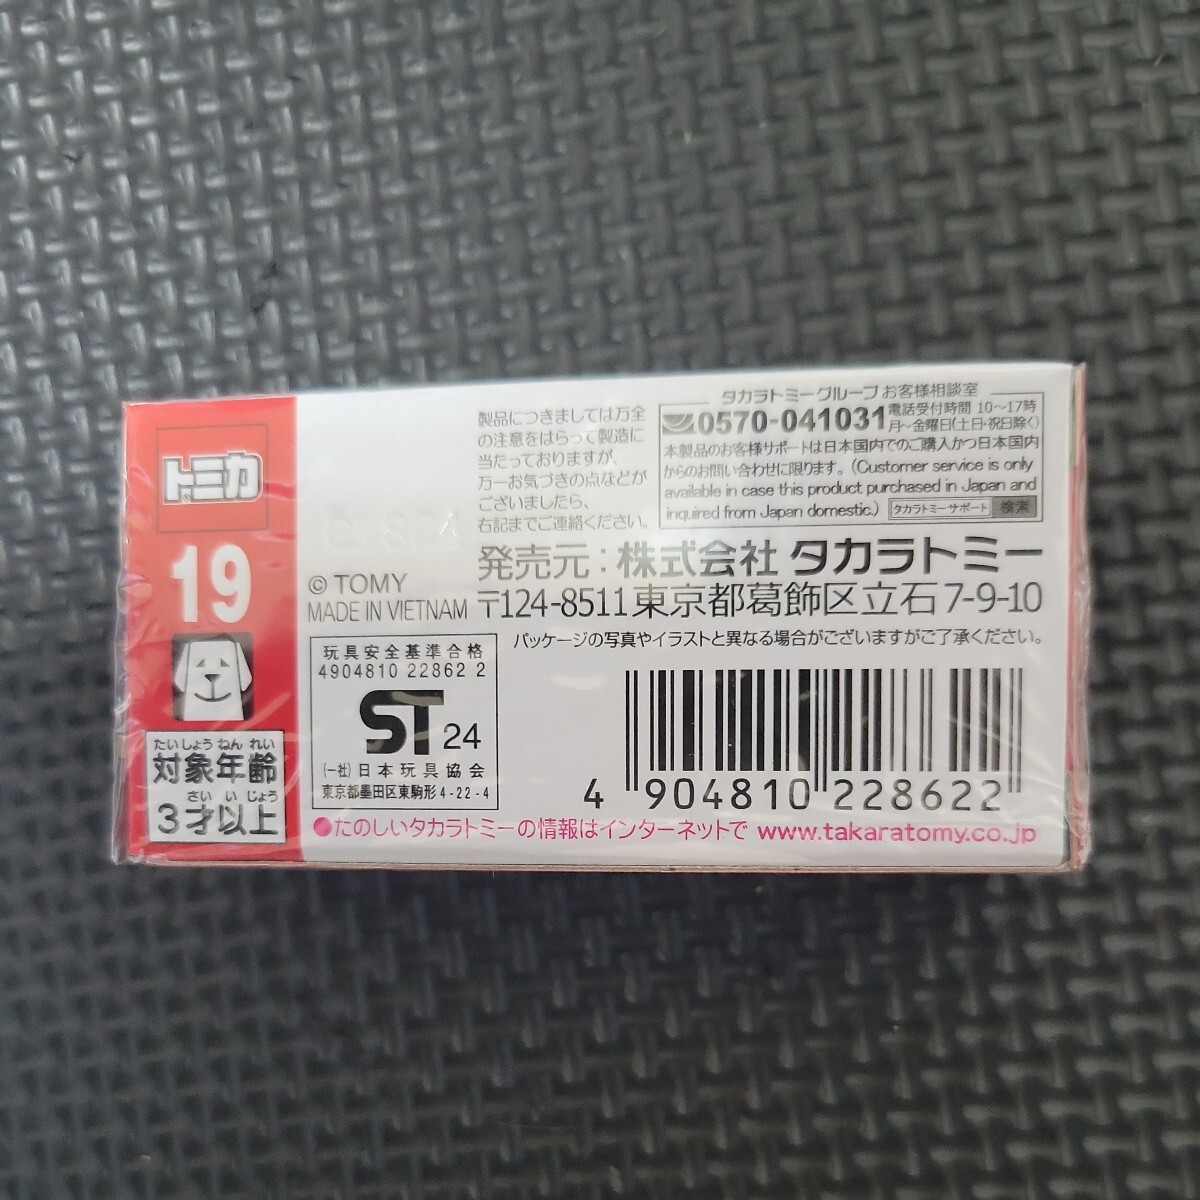 トミカ
19
たいしょうねんれい
対象年齢
さいいじょう
3才以上
© TOMY
MADE IN VIETNAM
製品につきましては万全
の注意をはらって製造に
当たっておりますが、
万一お気づきの点などが
ございましたら、
右記までご連絡ください。
タカラトミーグループ お客様相談室
0570-041031 電話受付時間 10〜17時
月〜金曜日(土日・祝日除く)
本製品のお客様サポートは日本国内でのご購入かつ日本国内
からのお問い合わせに限ります。(Customer service is only
available in case this product purchased in Japan and
inquired from Japan domestic.) タカラトミーサポート 検索
発売元:株式会社 タカラトミー
〒124-8511 東京都葛飾区立石 7-9-10
パッケージの写真やイラストと異なる場合がございますがご了承ください。
玩具安全基準合格
4904810 22862 2
ST 24
(一社)日本玩具協会
東京都墨田区東駒形 4-22-4
4 904810 228622
●たのしいタカラトミーの情報はインターネットで www.takaratomy.co.jp